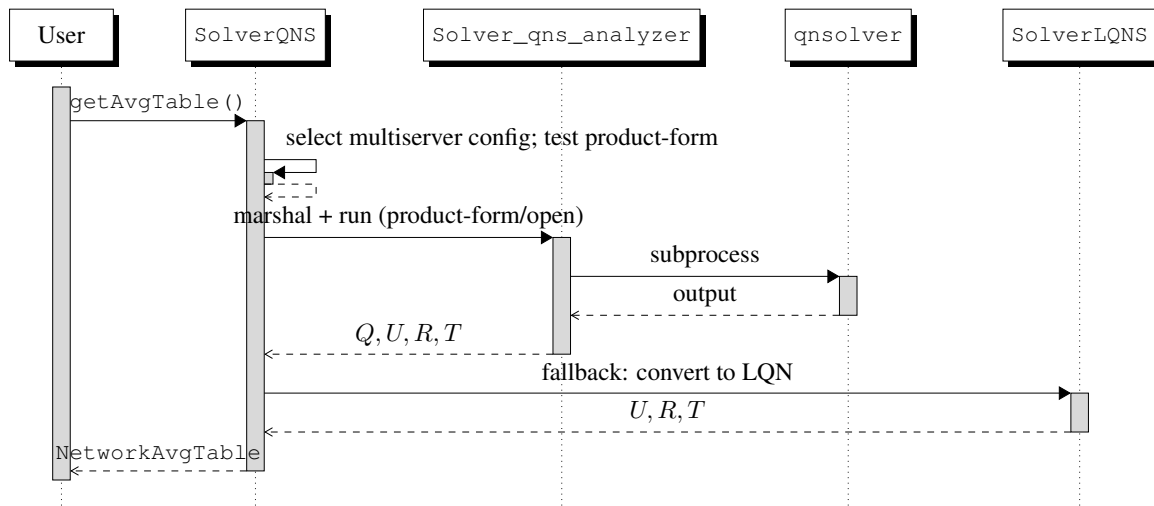 User
SolverQNS
Solver_qns_analyzer
qnsolver
SolverLQNS
getAvgTable()
select multiserver config; test product-form
marshal + run (product-form/open)
subprocess
output
Q, U, R, T
fallback: convert to LQN
U, R, T
NetworkAvgTable